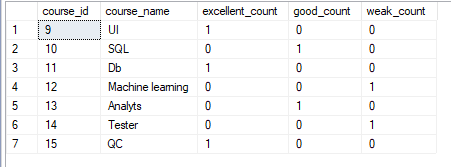 course_id course_name excellent_count good_count weak_count
1 9 UI 1 0 0
2 10 SQL 0 1 0
3 11 Db 1 0 0
4 12 Machine learning 0 0 1
5 13 Analyts 0 1 0
6 14 Tester 0 0 1
7 15 QC 1 0 0